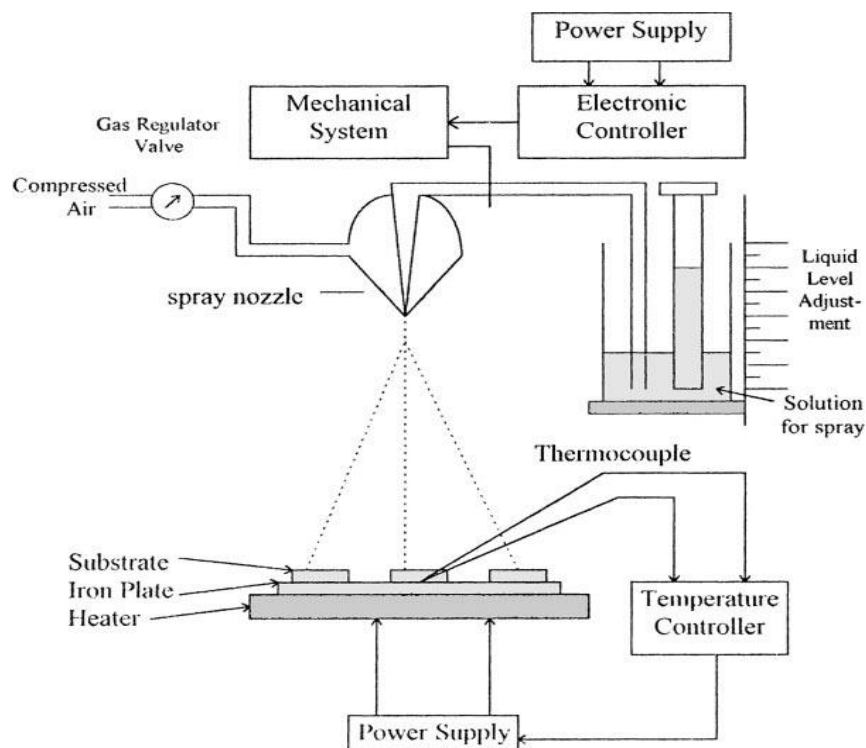 Power Supply
Mechanical
System
Electronic
Controller
Gas Regulator
Valve
Compressed
Air
spray nozzle
Liquid
Level
Adjust-
ment
Solution
for spray
Thermocouple
Substrate
Iron Plate
Heater
Temperature
Controller
Power Supply